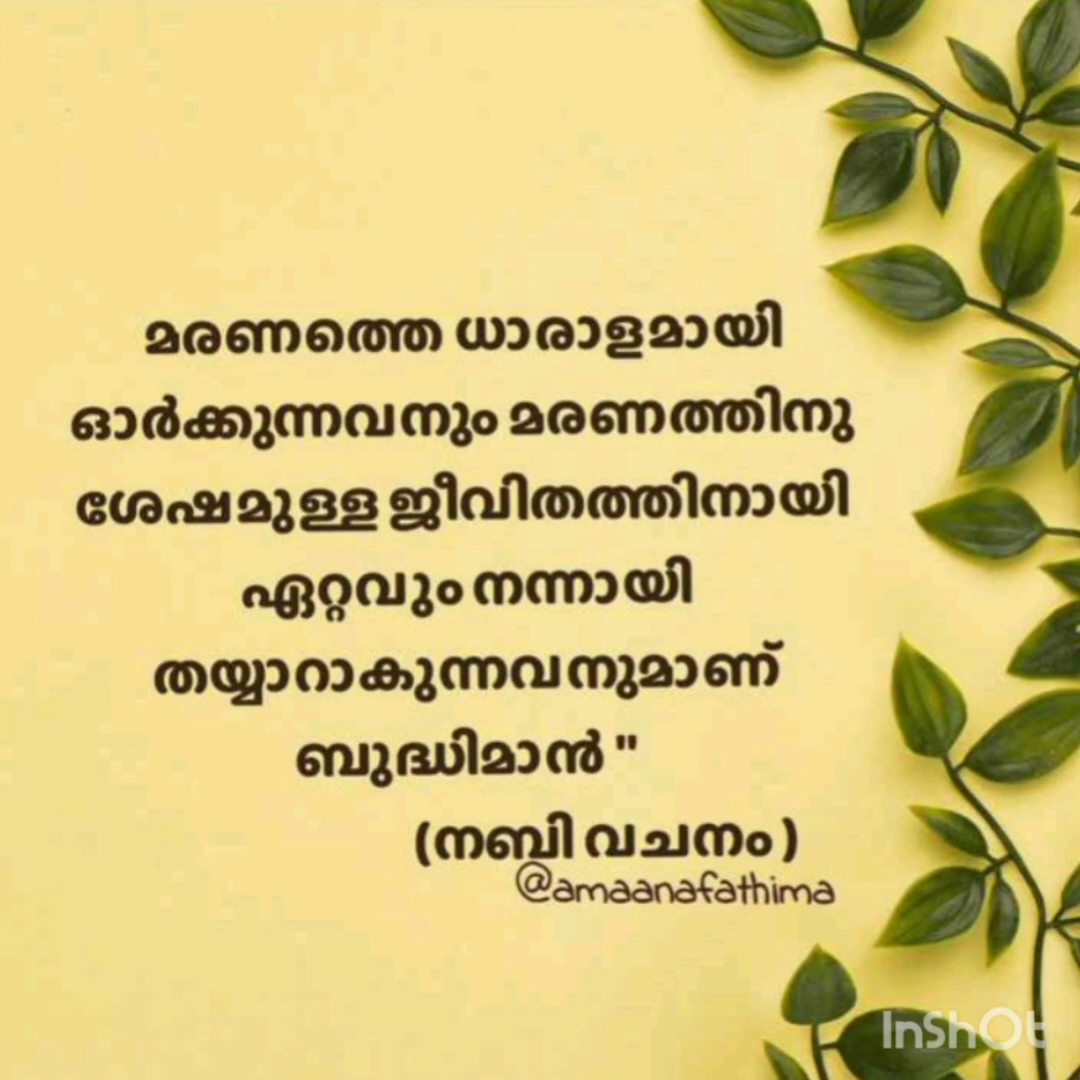 മരണത്തെ ധാരാളമായി
ഓർക്കുന്നവനും മരണത്തിനു
ശേഷമുള്ള ജീവിതത്തിനായി
ഏറ്റവും നന്നായി
തയ്യാറാകുന്നവനുമാണ്
ബുദ്ധിമാൻ "
(നബി വചനം)
@amaanafathima
InShOt